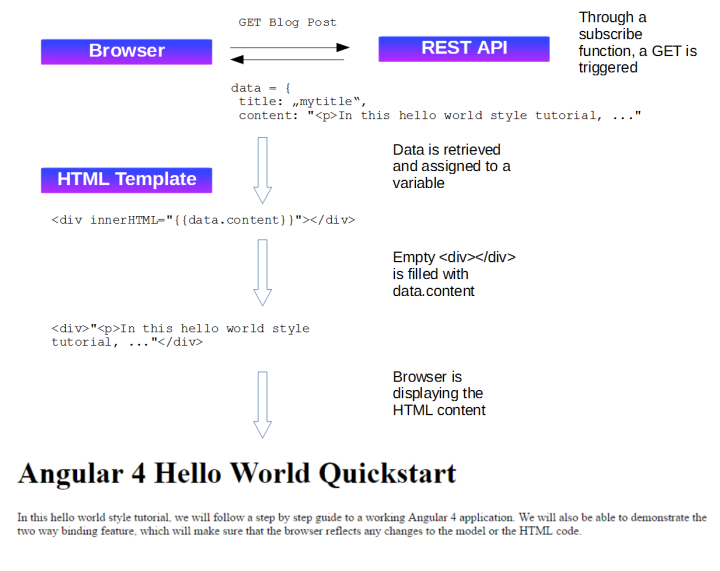 GET Blog Post
Browser
REST API
Through a
subscribe
function, a GET is
triggered
data = {
title: „mytitle‟,
content: "<p>In this hello world style tutorial, ..."
Data is retrieved
and assigned to a
variable
HTML Template
<div innerHTML="{{data.content}}"></div>
Empty <div></div>
is filled with
data.content
<div>"<p>In this hello world style
tutorial, ..."</div>
Browser is
displaying the
HTML content
Angular 4 Hello World Quickstart
In this hello world style tutorial, we will follow a step by step guide to a working Angular 4 application. We will also be able to demonstrate the
two way binding feature, which will make sure that the browser reflects any changes to the model or the HTML code.